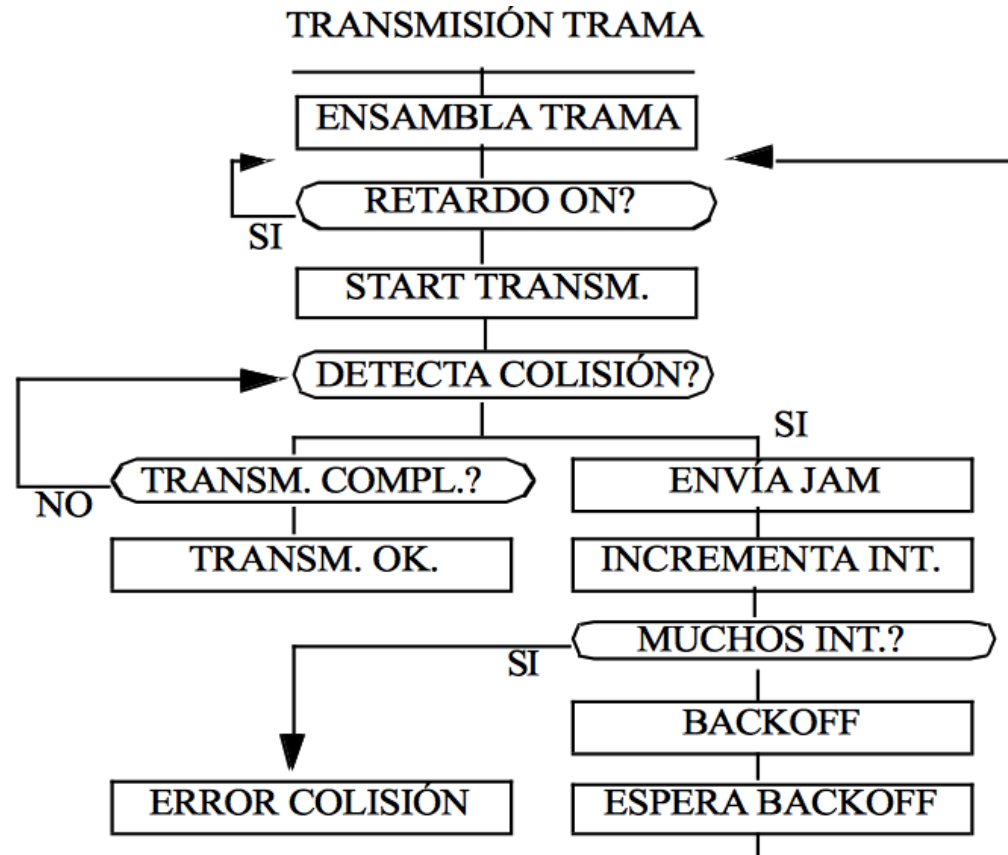 TRANSMISIÓN TRAMA
ENSAMBLA TRAMA
RETARDO ON?
SI
START TRANSM.
DETECTA COLISIÓN?
SI
TRANSM. COMPL.?
ENVÍA JAM
NO
TRANSM. OK.
INCREMENTA INT.
MUCHOS INT.?
SI
BACKOFF
ERROR COLISIÓN
ESPERA BACKOFF